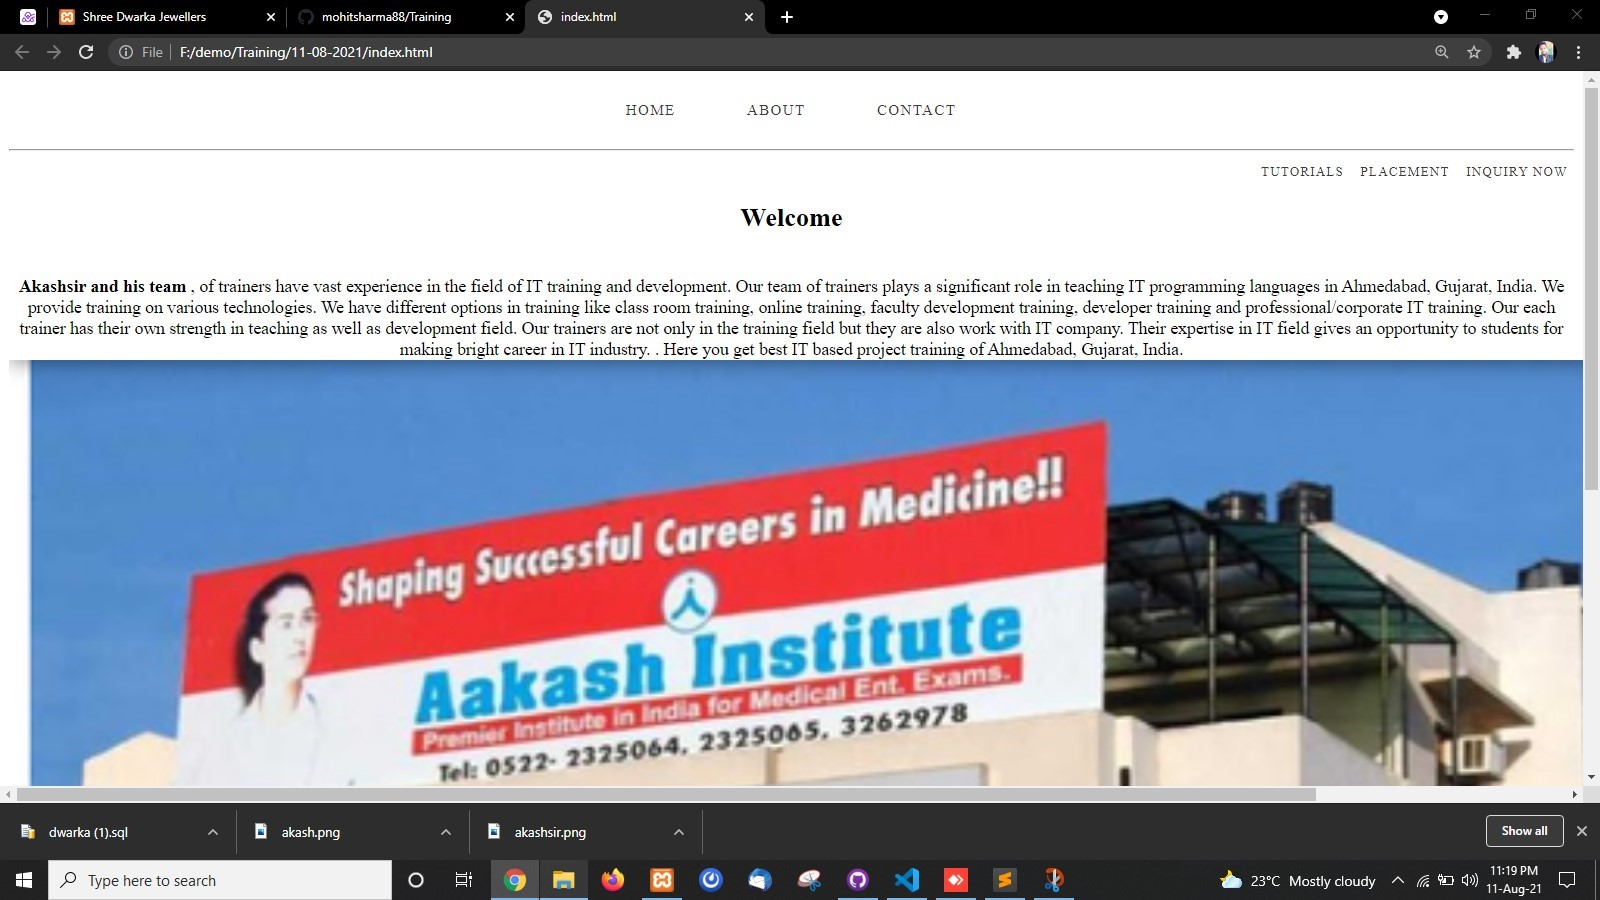 Shree Dwarka Jewellers
mohitsharma88/Training
index.html
File
F:/demo/Training/11-08-2021/index.html
HOME ABOUT CONTACT
TUTORIALS PLACEMENT INQUIRY NOW
Welcome
Akashsir and his team , of trainers have vast experience in the field of IT training and development. Our team of trainers plays a significant role in teaching IT programming languages in Ahmedabad, Gujarat, India. We
provide training on various technologies. We have different options in training like class room training, online training, faculty development training, developer training and professional/corporate IT training. Our each
trainer has their own strength in teaching as well as development field. Our trainers are not only in the training field but they are also work with IT company. Their expertise in IT field gives an opportunity to students for
making bright career in IT industry. . Here you get best IT based project training of Ahmedabad, Gujarat, India.
Shaping Successful Careers in Medicine!!
Aakash Institute
Premier Institute in India for Medical Ent. Exams.
Tel: 0522- 2325064, 2325065, 3262978
dwarka (1).sql
akash.png
akashsir.png
Show all
Type here to search
23°C Mostly cloudy
11:19 PM
11-Aug-21